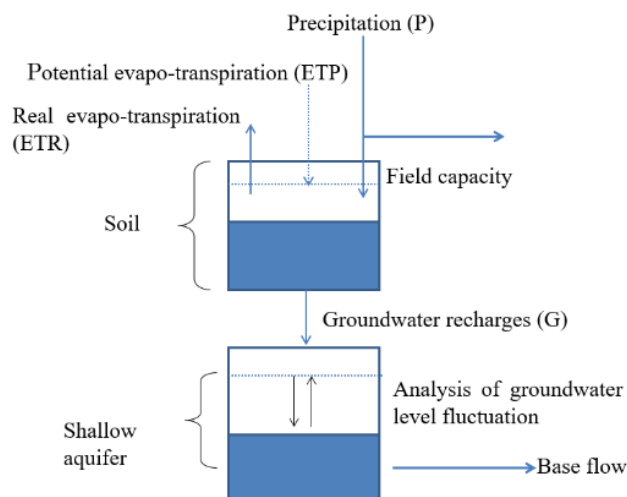 Precipitation (P)
Potential evapo-transpiration (ETP)
Real evapo-transpiration
(ETR)
Field capacity
Soil
Groundwater recharges (G)
Analysis of groundwater
level fluctuation
Shallow
aquifer
Base flow